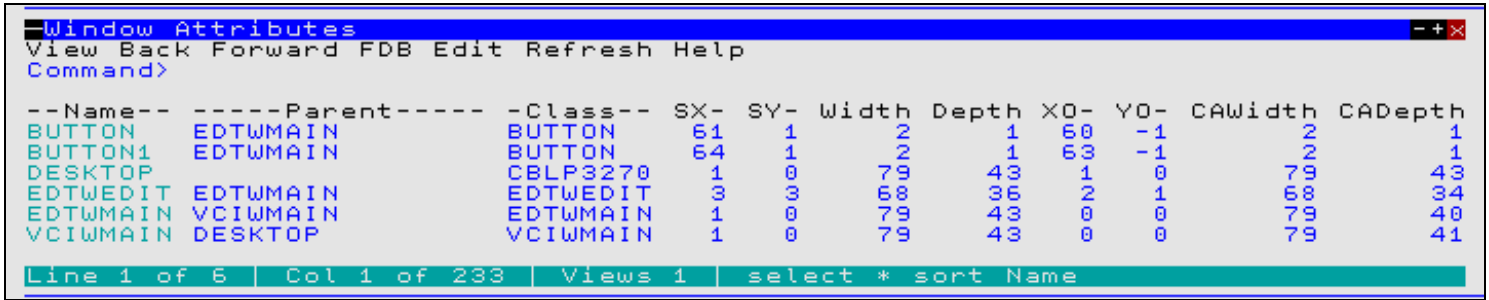 Window Attributes - + x
View Back Forward FDB Edit Refresh Help
Command>
--Name-- -----Parent----- -Class-- SX- SY- Width Depth XO- YO- CAWidth CADepth
BUTTON EDTWMAIN BUTTON 61 1 2 1 60 -1 2 1
BUTTON1 EDTWMAIN BUTTON 64 1 2 1 63 -1 2 1
DESKTOP CBLP3270 1 0 79 43 1 0 79 43
EDTWEDIT EDTWMAIN EDTWEDIT 3 3 68 36 2 1 68 34
EDTWMAIN VCIWMAIN EDTWMAIN 1 0 79 43 0 0 79 40
VCIWMAIN DESKTOP VCIWMAIN 1 0 79 43 0 0 79 41
Line 1 of 6 | Col 1 of 233 | Views 1 | select * sort Name